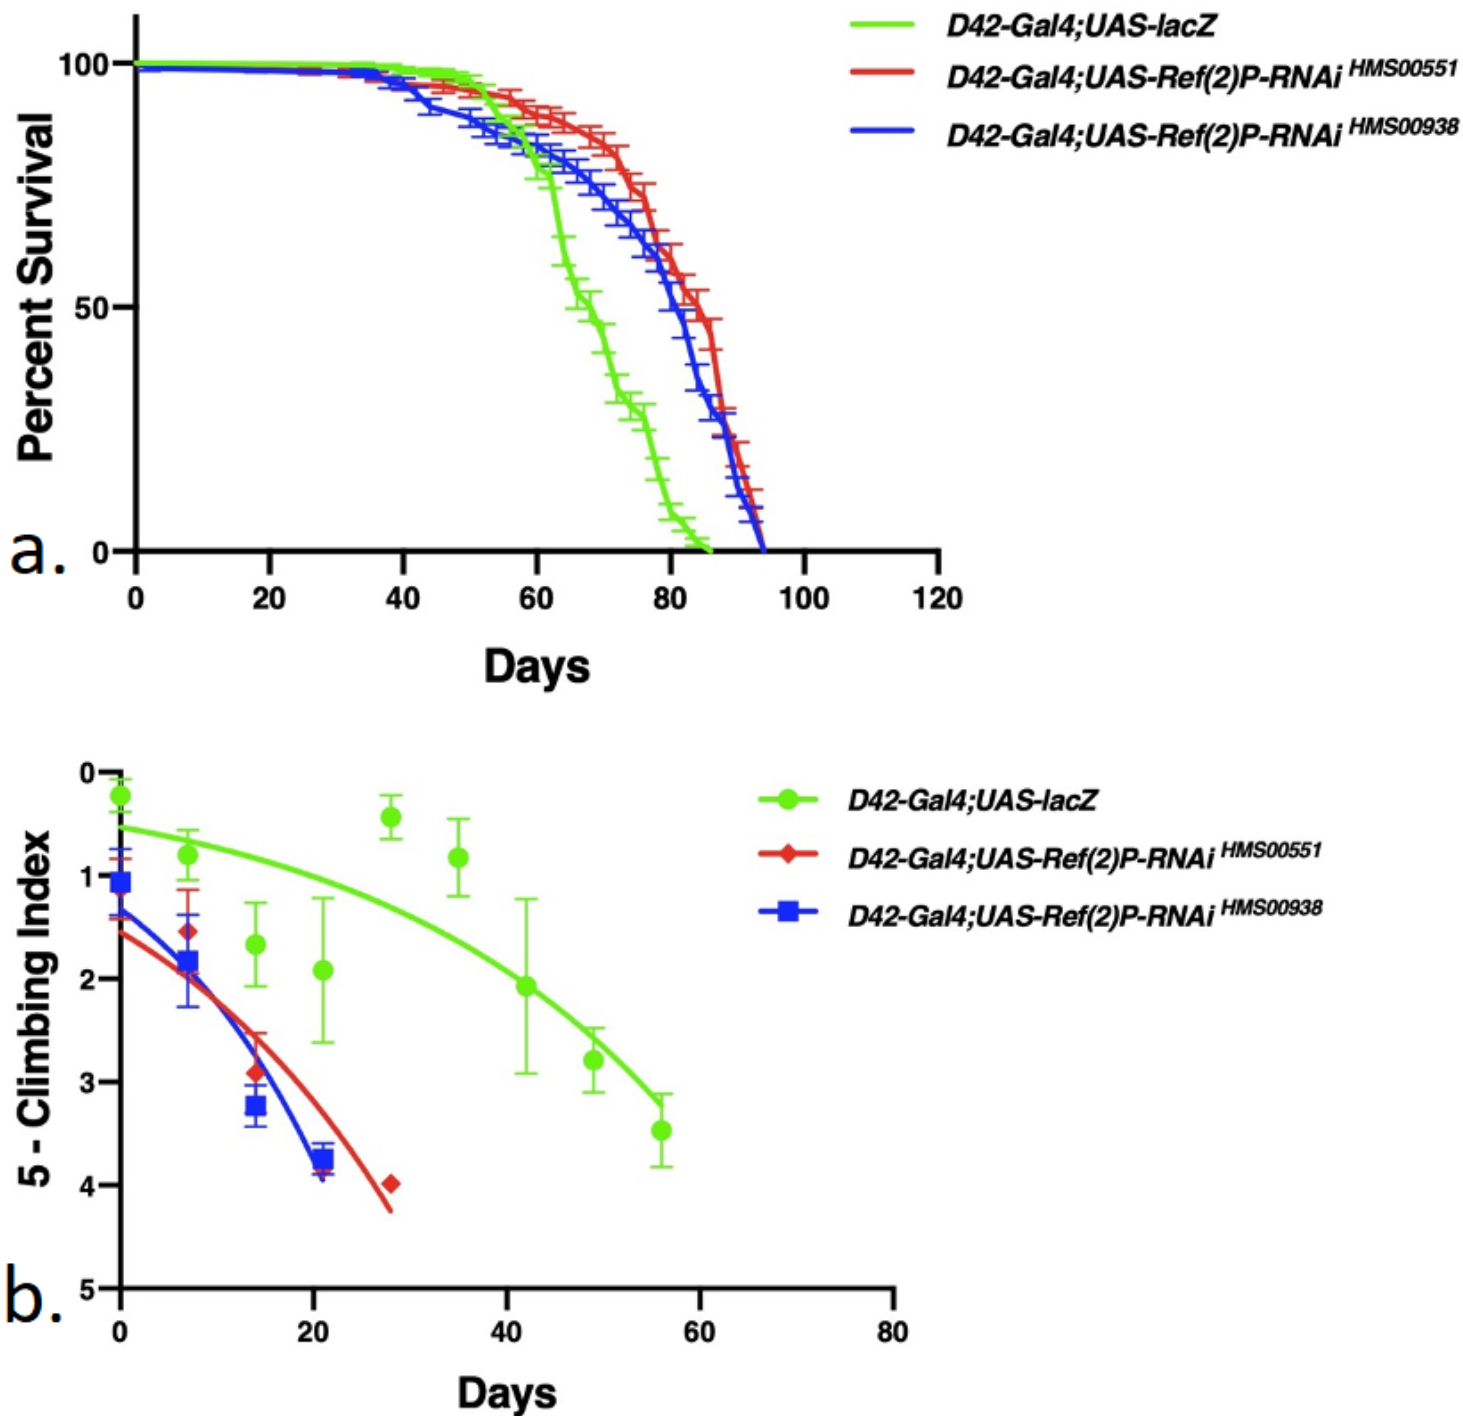 D42-Gal4;UAS-lacZ
D42-Gal4;UAS-Ref(2)P-RNAi HMS00551
D42-Gal4;UAS-Ref(2)P-RNAi HMS00938
Percent Survival
100
50
0
a.
0 20 40 60 80 100 120
Days
D42-Gal4;UAS-lacZ
D42-Gal4;UAS-Ref(2)P-RNAi HMS00551
D42-Gal4;UAS-Ref(2)P-RNAi HMS00938
5 - Climbing Index
0
1
2
3
4
5
b.
0 20 40 60 80
Days